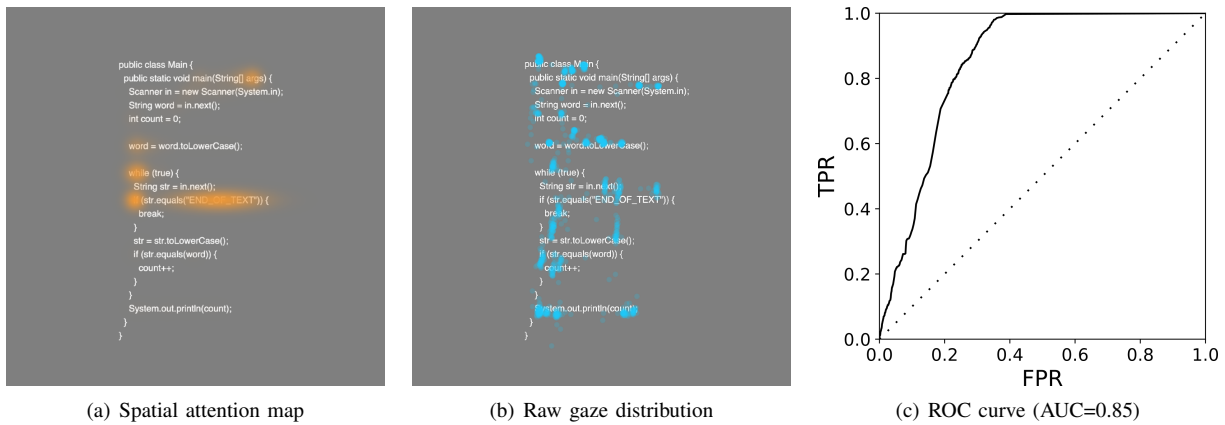 public class Main {
public static void main(String[] args) {
Scanner in = new Scanner(System.in);
String word = in.next();
int count = 0;
word = word.toLowerCase();
while (true) {
String str = in.next();
if (str.equals("END_OF_TEXT")) {
break;
}
str = str.toLowerCase();
if (str.equals(word)) {
count++;
}
}
System.out.println(count);
}
}
(a) Spatial attention map
public class Main {
public static void main(String[] args) {
Scanner in = new Scanner(System.in);
String word = in.next();
int count = 0;
word = word.toLowerCase();
while (true) {
String str = in.next();
if (str.equals("END_OF_TEXT")) {
break;
}
str = str.toLowerCase();
if (str.equals(word)) {
count++;
}
}
System.out.println(count);
}
}
(b) Raw gaze distribution
1.0
0.8
0.6
0.4
0.2
0.0
TPR
0.0 0.2 0.4 0.6 0.8 1.0
FPR
(c) ROC curve (AUC=0.85)